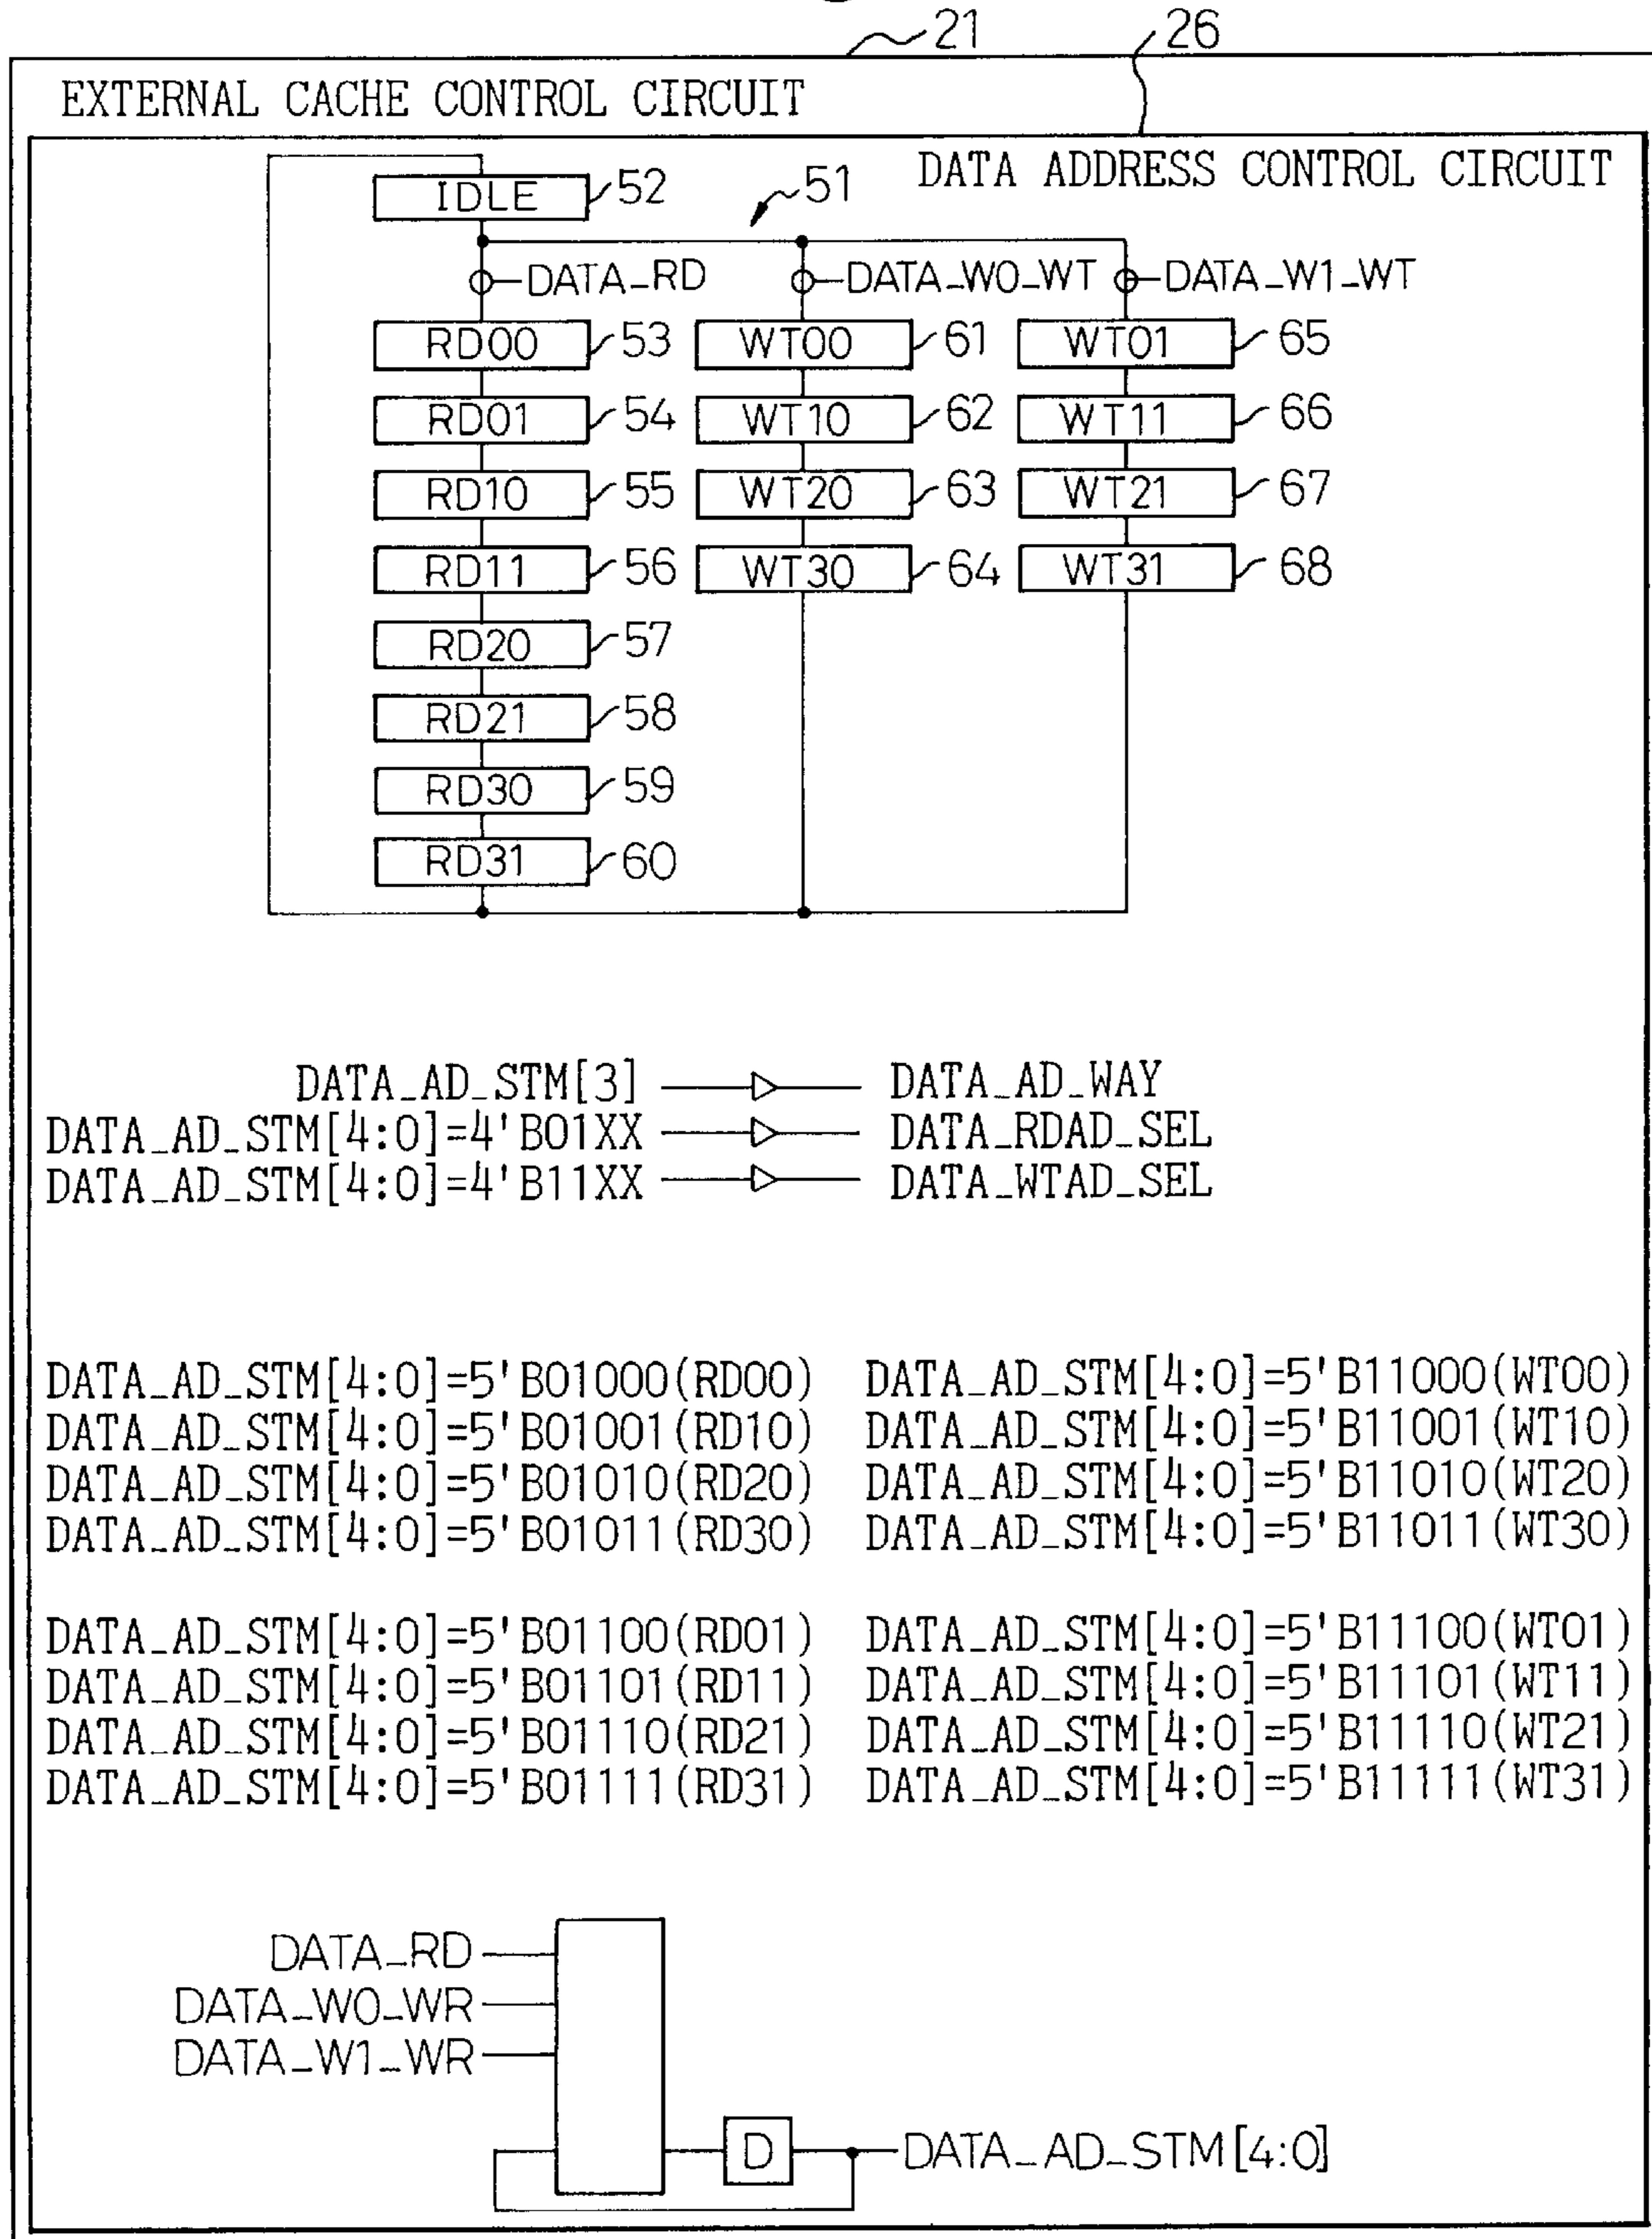 21
26
EXTERNAL CACHE CONTROL CIRCUIT
DATA ADDRESS CONTROL CIRCUIT
IDLE 52
51
DATA_RD DATA_W0_WT DATA_W1_WT
RD00 53 WT00 61 WT01 65
RD01 54 WT10 62 WT11 66
RD10 55 WT20 63 WT21 67
RD11 56 WT30 64 WT31 68
RD20 57
RD21 58
RD30 59
RD31 60
DATA_AD_STM[3] DATA_AD_WAY
DATA_AD_STM[4:0]=4'B01XX DATA_RDAD_SEL
DATA_AD_STM[4:0]=4'B11XX DATA_WTAD_SEL
DATA_AD_STM[4:0]=5'B01000(RD00) DATA_AD_STM[4:0]=5'B11000(WT00)
DATA_AD_STM[4:0]=5'B01001(RD10) DATA_AD_STM[4:0]=5'B11001(WT10)
DATA_AD_STM[4:0]=5'B01010(RD20) DATA_AD_STM[4:0]=5'B11010(WT20)
DATA_AD_STM[4:0]=5'B01011(RD30) DATA_AD_STM[4:0]=5'B11011(WT30)
DATA_AD_STM[4:0]=5'B01100(RD01) DATA_AD_STM[4:0]=5'B11100(WT01)
DATA_AD_STM[4:0]=5'B01101(RD11) DATA_AD_STM[4:0]=5'B11101(WT11)
DATA_AD_STM[4:0]=5'B01110(RD21) DATA_AD_STM[4:0]=5'B11110(WT21)
DATA_AD_STM[4:0]=5'B01111(RD31) DATA_AD_STM[4:0]=5'B11111(WT31)
DATA_RD
DATA_W0_WR
DATA_W1_WR
D DATA_AD_STM[4:0]